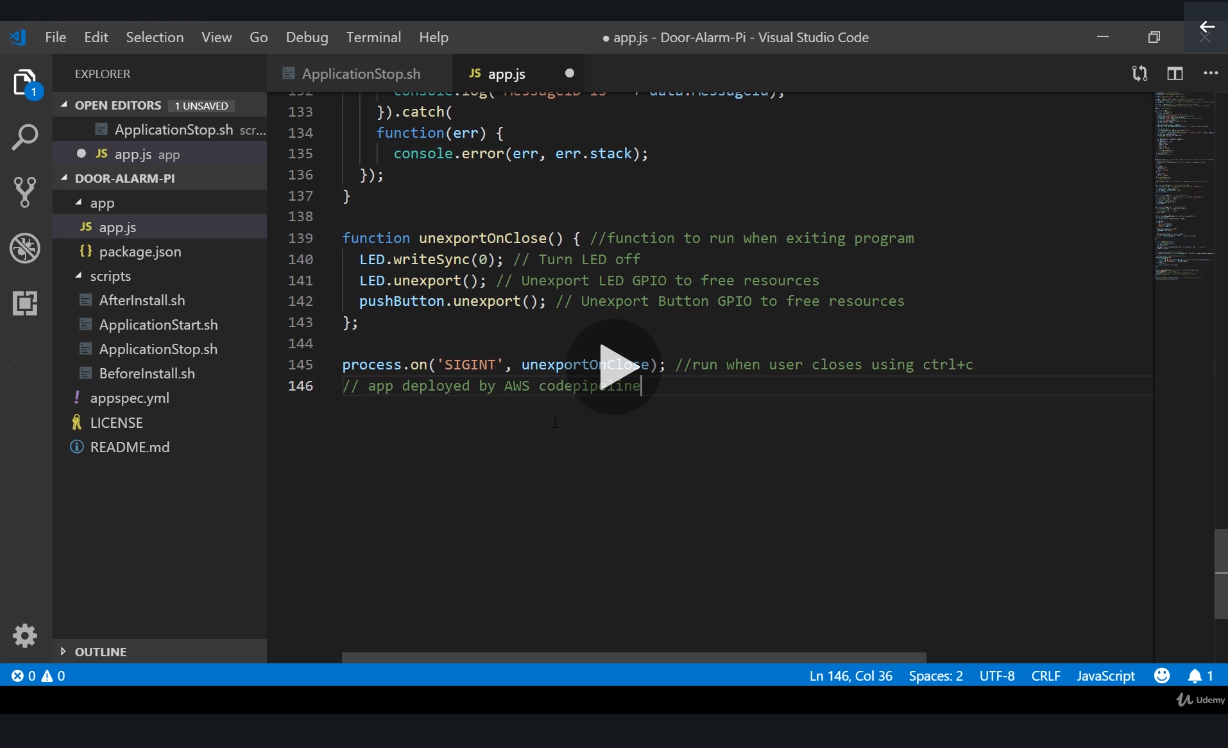 File Edit Selection View Go Debug Terminal Help
● app.js - Door-Alarm-Pi - Visual Studio Code
EXPLORER
ApplicationStop.sh
JS app.js
OPEN EDITORS 1 UNSAVED
ApplicationStop.sh scr...
JS app.js app
DOOR-ALARM-PI
app
JS app.js
{} package.json
scripts
AfterInstall.sh
ApplicationStart.sh
ApplicationStop.sh
BeforeInstall.sh
! appspec.yml
LICENSE
README.md
OUTLINE
1
132 console.log("MessageID is " + data.MessageId);
133 }).catch(
134 function(err) {
135 console.error(err, err.stack);
136 });
137 }
138
139 function unexportOnClose() { //function to run when exiting program
140 LED.writeSync(0); // Turn LED off
141 LED.unexport(); // Unexport LED GPIO to free resources
142 pushButton.unexport(); // Unexport Button GPIO to free resources
143 };
144
145 process.on('SIGINT', unexportOnClose); //run when user closes using ctrl+c
146 // app deployed by AWS codepipeline
0 0
Ln 146, Col 36 Spaces: 2 UTF-8 CRLF JavaScript 1
Udemy